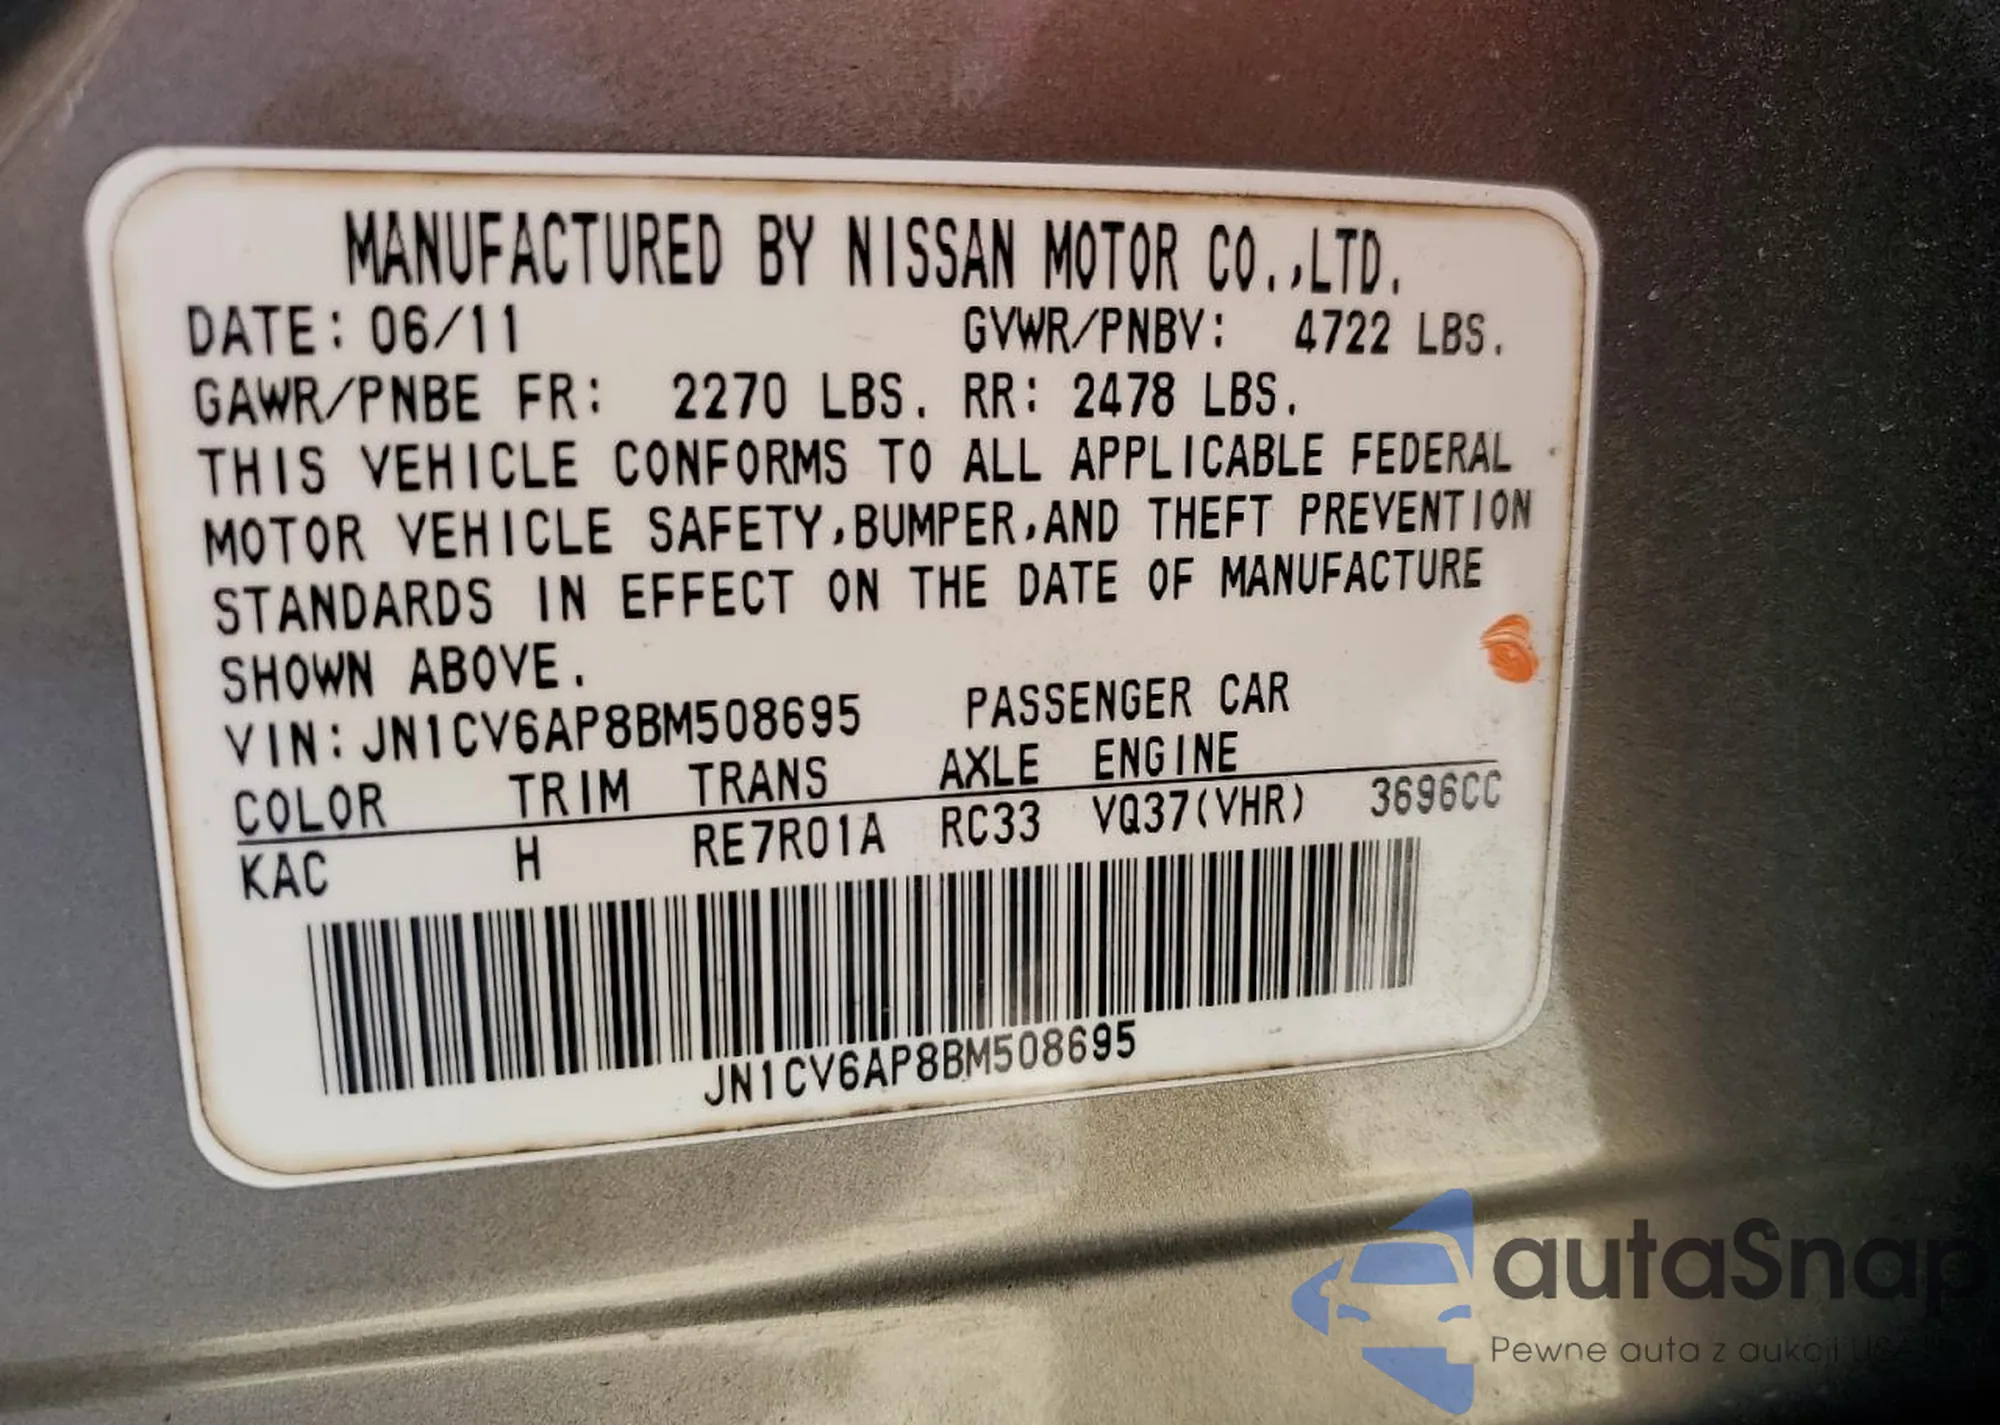 MANUFACTURED BY NISSAN MOTOR CO.,LTD.
DATE: 06/11 GVWR/PNBV: 4722 LBS.
GAWR/PNBE FR: 2270 LBS. RR: 2478 LBS.
THIS VEHICLE CONFORMS TO ALL APPLICABLE FEDERAL
MOTOR VEHICLE SAFETY,BUMPER,AND THEFT PREVENTION
STANDARDS IN EFFECT ON THE DATE OF MANUFACTURE
SHOWN ABOVE.
VIN: JN1CV6AP8BM508695 PASSENGER CAR
COLOR TRIM TRANS AXLE ENGINE
KAC H RE7R01A RC33 VQ37(VHR) 3696CC
JN1CV6AP8BM508695
autaSnap
Pewne auta z aukcji USA